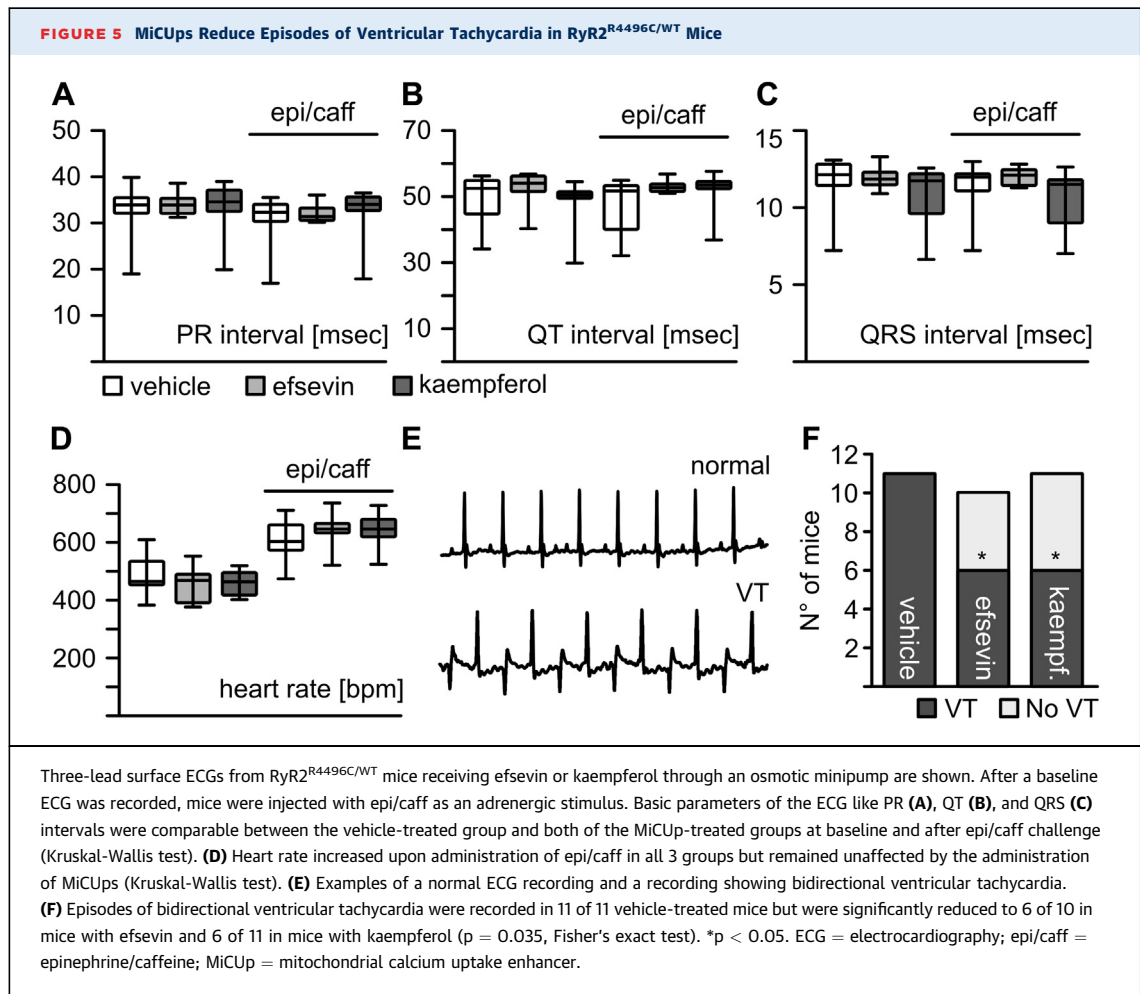 FIGURE 5 MiCUps Reduce Episodes of Ventricular Tachycardia in RyR2R4496C/WT Mice
A
epi/caff
50
40
30
20
10
PR interval [msec]
B
epi/caff
70
50
30
10
QT interval [msec]
C
epi/caff
15
10
5
QRS interval [msec]
vehicle efsevin kaempferol
D
epi/caff
800
600
400
200
heart rate [bpm]
E
normal
VT
F
12
10
8
6
4
2
N° of mice
vehicle
* efsevin
* kaempf.
VT No VT
Three-lead surface ECGs from RyR2R4496C/WT mice receiving efsevin or kaempferol through an osmotic minipump are shown. After a baseline
ECG was recorded, mice were injected with epi/caff as an adrenergic stimulus. Basic parameters of the ECG like PR (A), QT (B), and QRS (C)
intervals were comparable between the vehicle-treated group and both of the MiCUp-treated groups at baseline and after epi/caff challenge
(Kruskal-Wallis test). (D) Heart rate increased upon administration of epi/caff in all 3 groups but remained unaffected by the administration
of MiCUps (Kruskal-Wallis test). (E) Examples of a normal ECG recording and a recording showing bidirectional ventricular tachycardia.
(F) Episodes of bidirectional ventricular tachycardia were recorded in 11 of 11 vehicle-treated mice but were significantly reduced to 6 of 10 in
mice with efsevin and 6 of 11 in mice with kaempferol (p = 0.035, Fisher's exact test). *p < 0.05. ECG = electrocardiography; epi/caff =
epinephrine/caffeine; MiCUp = mitochondrial calcium uptake enhancer.